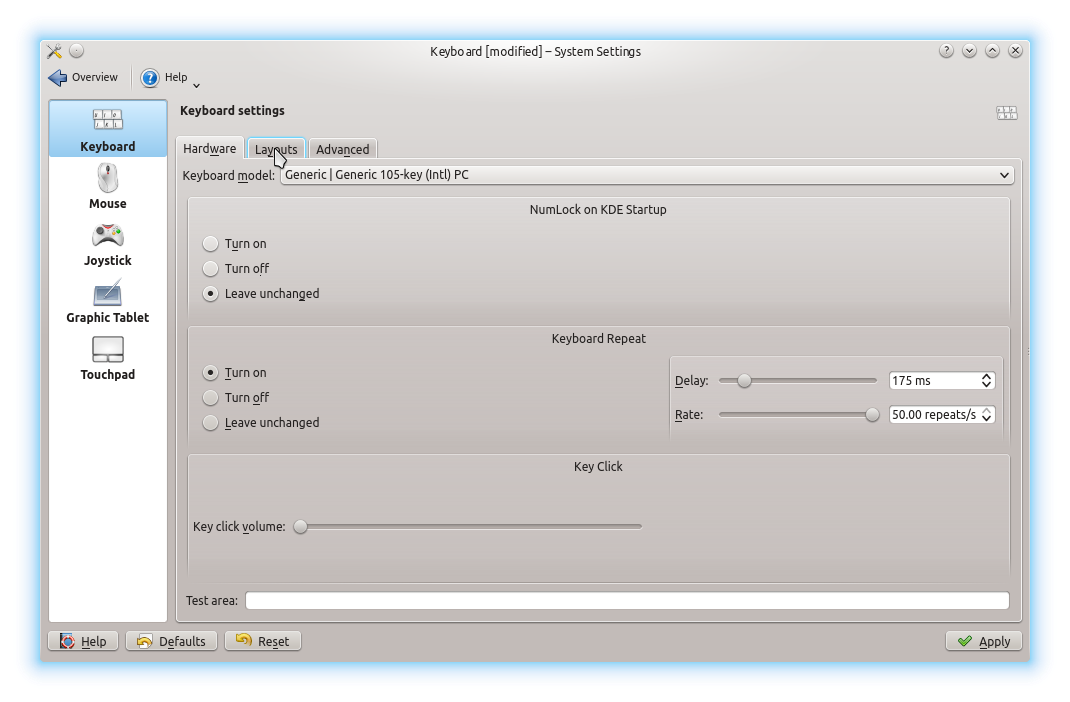 Keyboard [modified] – System Settings
Overview
Help
Keyboard
Mouse
Joystick
Graphic Tablet
Touchpad
Keyboard settings
Hardware
Layouts
Advanced
Keyboard model: Generic | Generic 105-key (Intl) PC
NumLock on KDE Startup
Turn on
Turn off
Leave unchanged
Keyboard Repeat
Turn on
Turn off
Leave unchanged
Delay: 175 ms
Rate: 50.00 repeats/s
Key Click
Key click volume:
Test area:
Help
Defaults
Reset
Apply